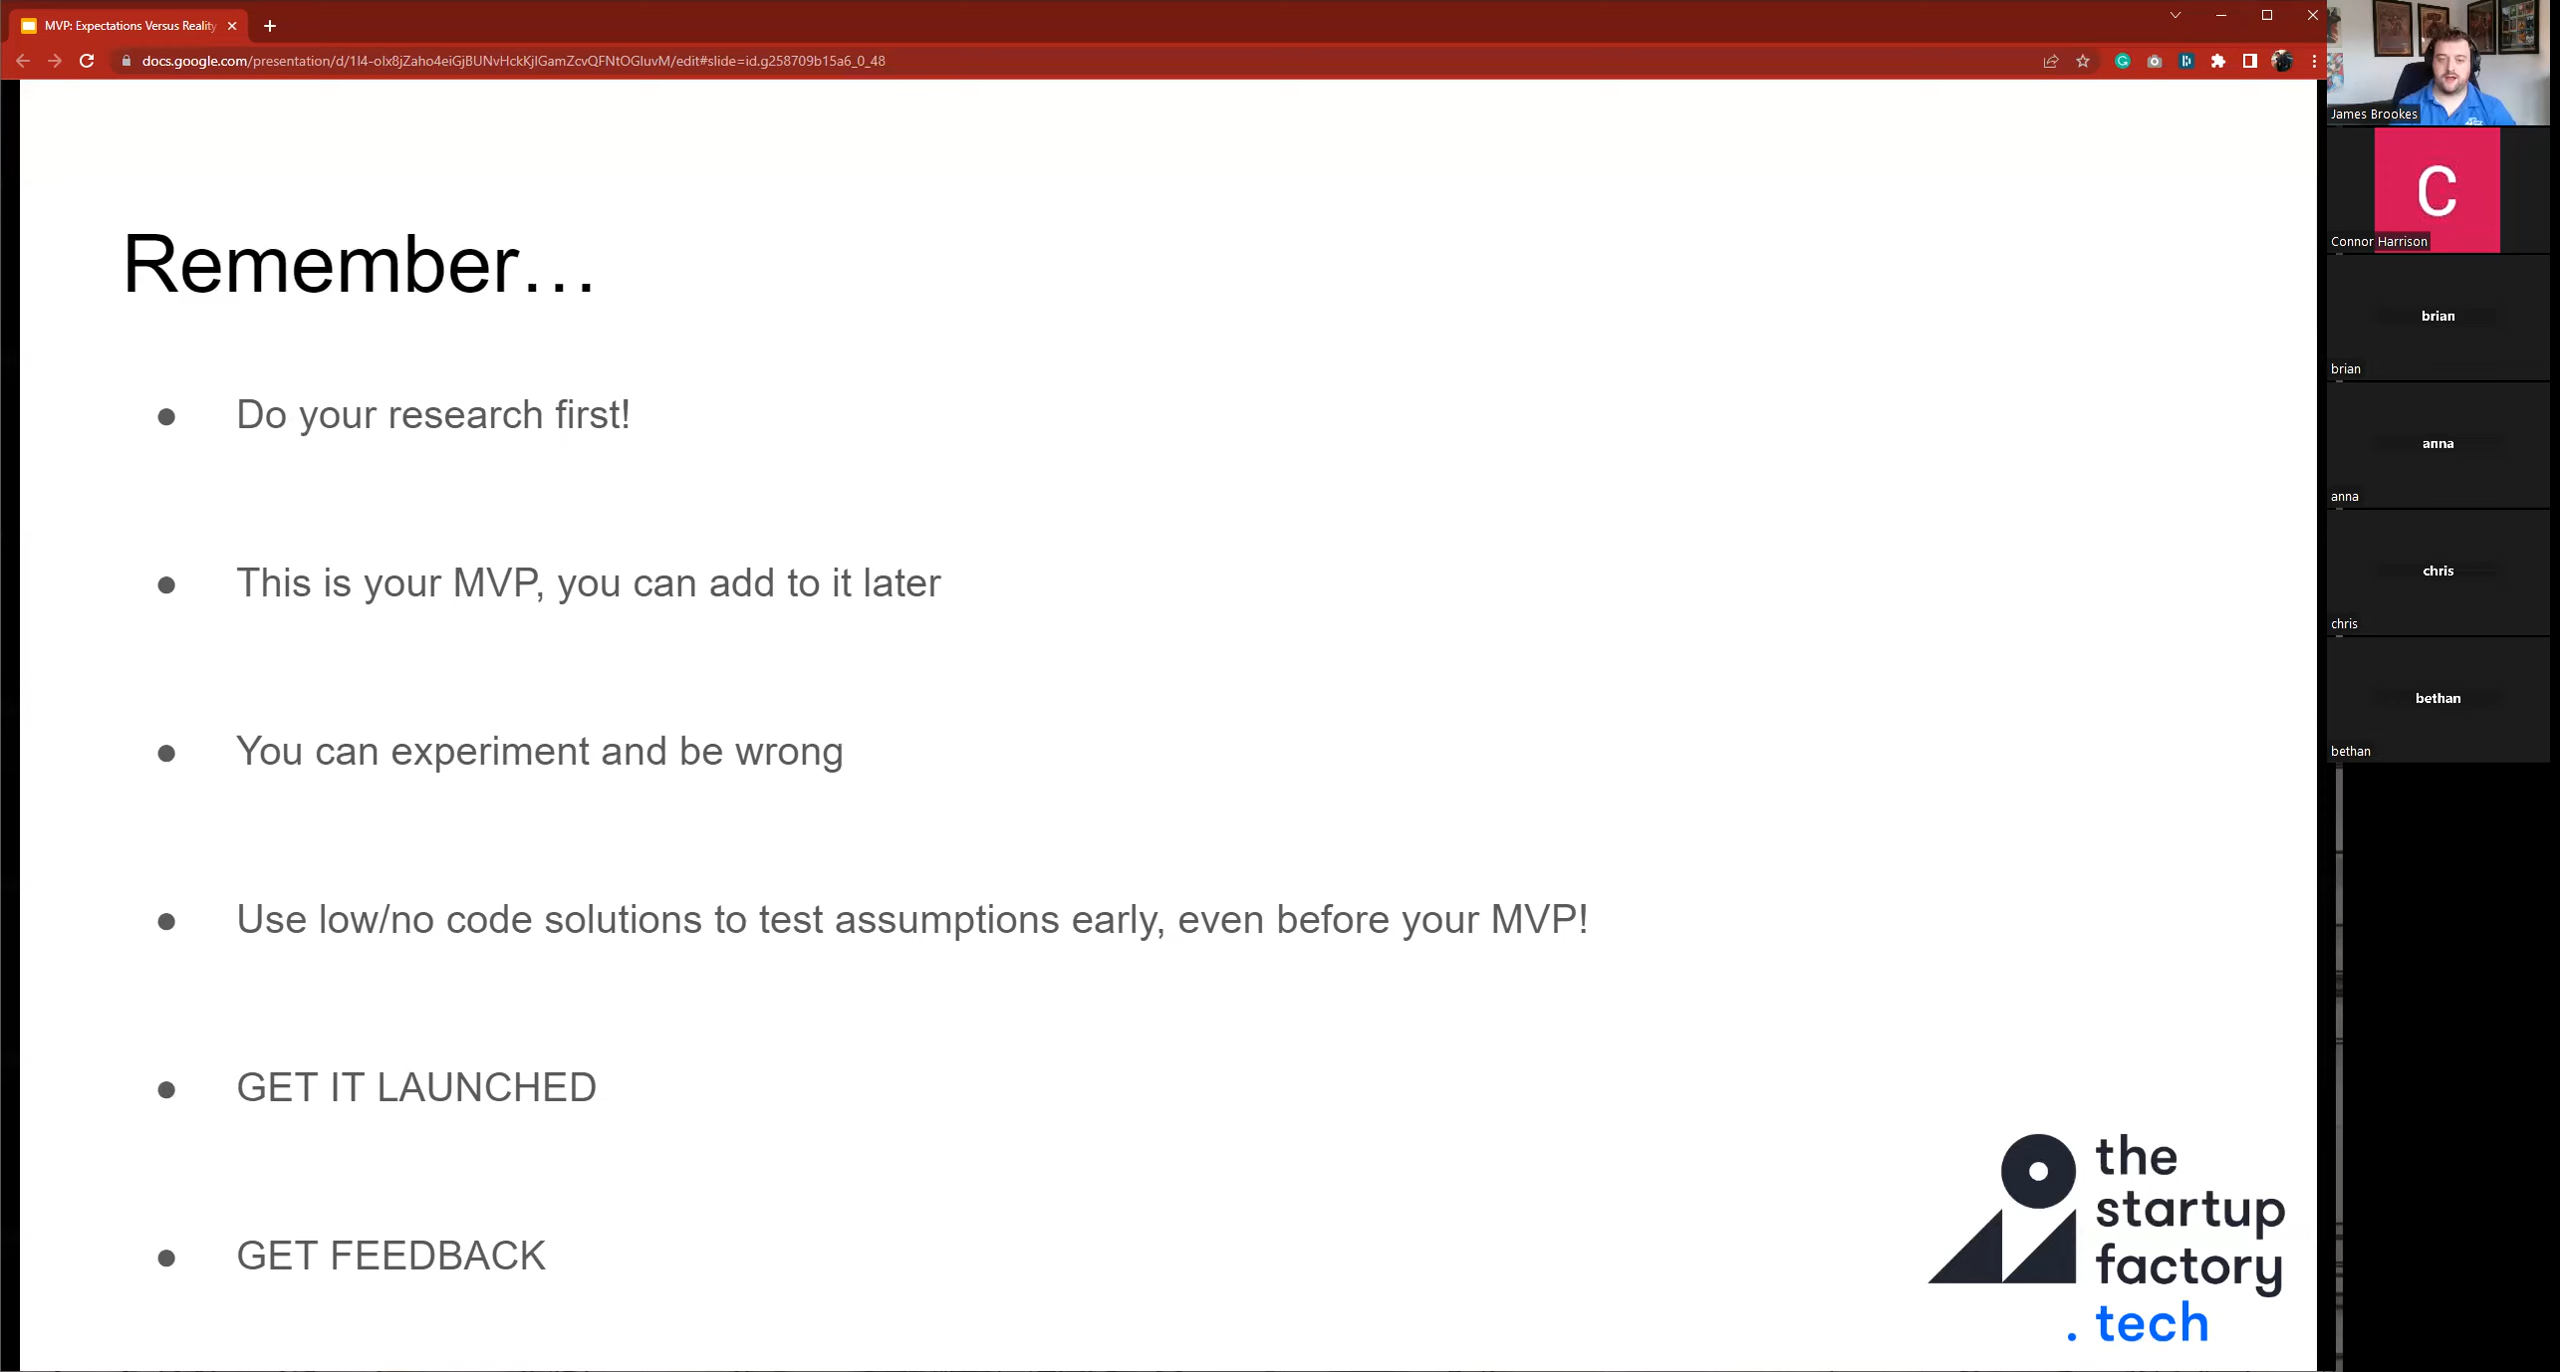 MVP: Expectations Versus Reality
docs.google.com/presentation/d/1I4-olx8jZaho4eiGjBUNvHckKjlGamZcvQFNtOGluvM/edit#slide=id.g258709b15a6_0_48
Remember…
● Do your research first!
● This is your MVP, you can add to it later
● You can experiment and be wrong
● Use low/no code solutions to test assumptions early, even before your MVP!
● GET IT LAUNCHED
● GET FEEDBACK
the
startup
factory
. tech
James Brookes
C
Connor Harrison
brian
brian
anna
anna
chris
chris
bethan
bethan